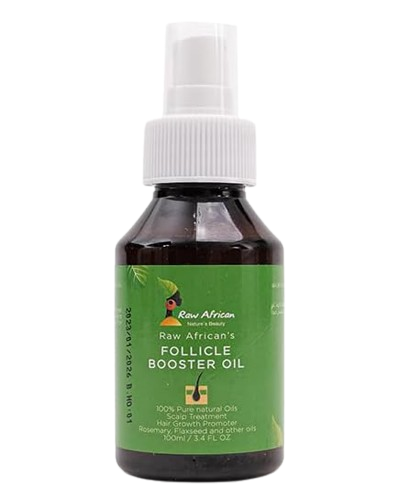 Raw African
Nature's Beauty
Raw African's
FOLLICLE
BOOSTER OIL
100% Pure natural Oils
Scalp Treatment
Hair Growth Promoter
Rosemary, Flaxseed and other oils
100ml / 3.4 FL OZ
2023/01/2026 B.NO:01